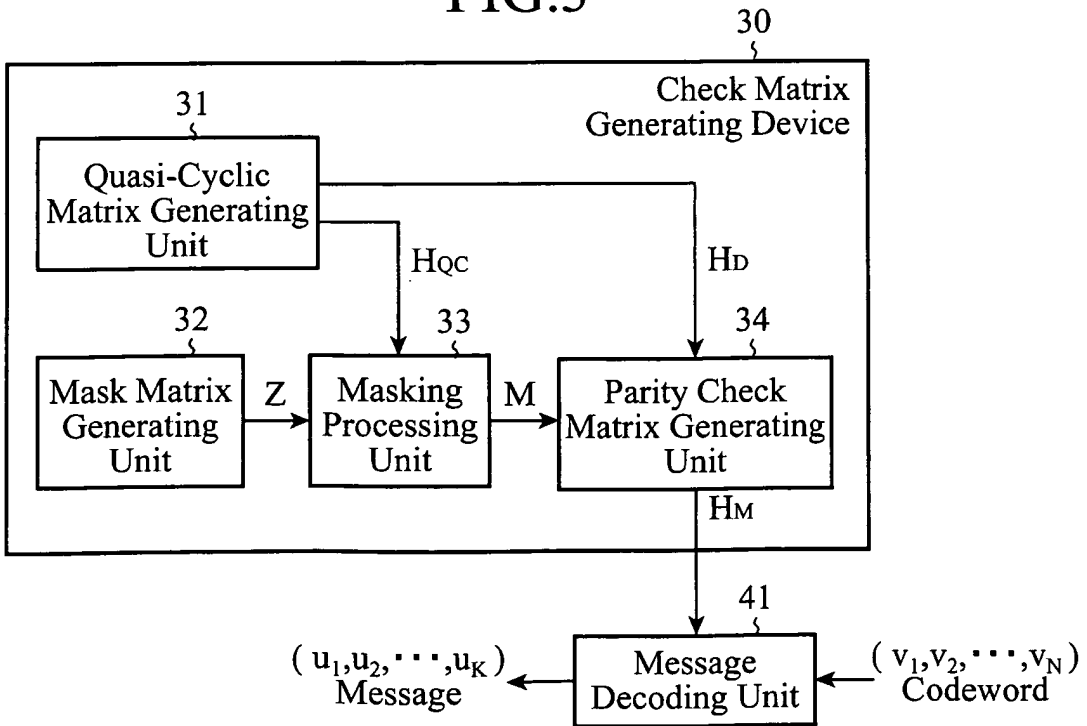 30
Check Matrix
Generating Device
31
Quasi-Cyclic
Matrix Generating
Unit
HQC
HD
32
Mask Matrix
Generating
Unit
Z
33
Masking
Processing
Unit
M
34
Parity Check
Matrix Generating
Unit
HM
41
Message
Decoding Unit
(u1,u2,···,uK)
Message
(v1,v2,···,vN)
Codeword